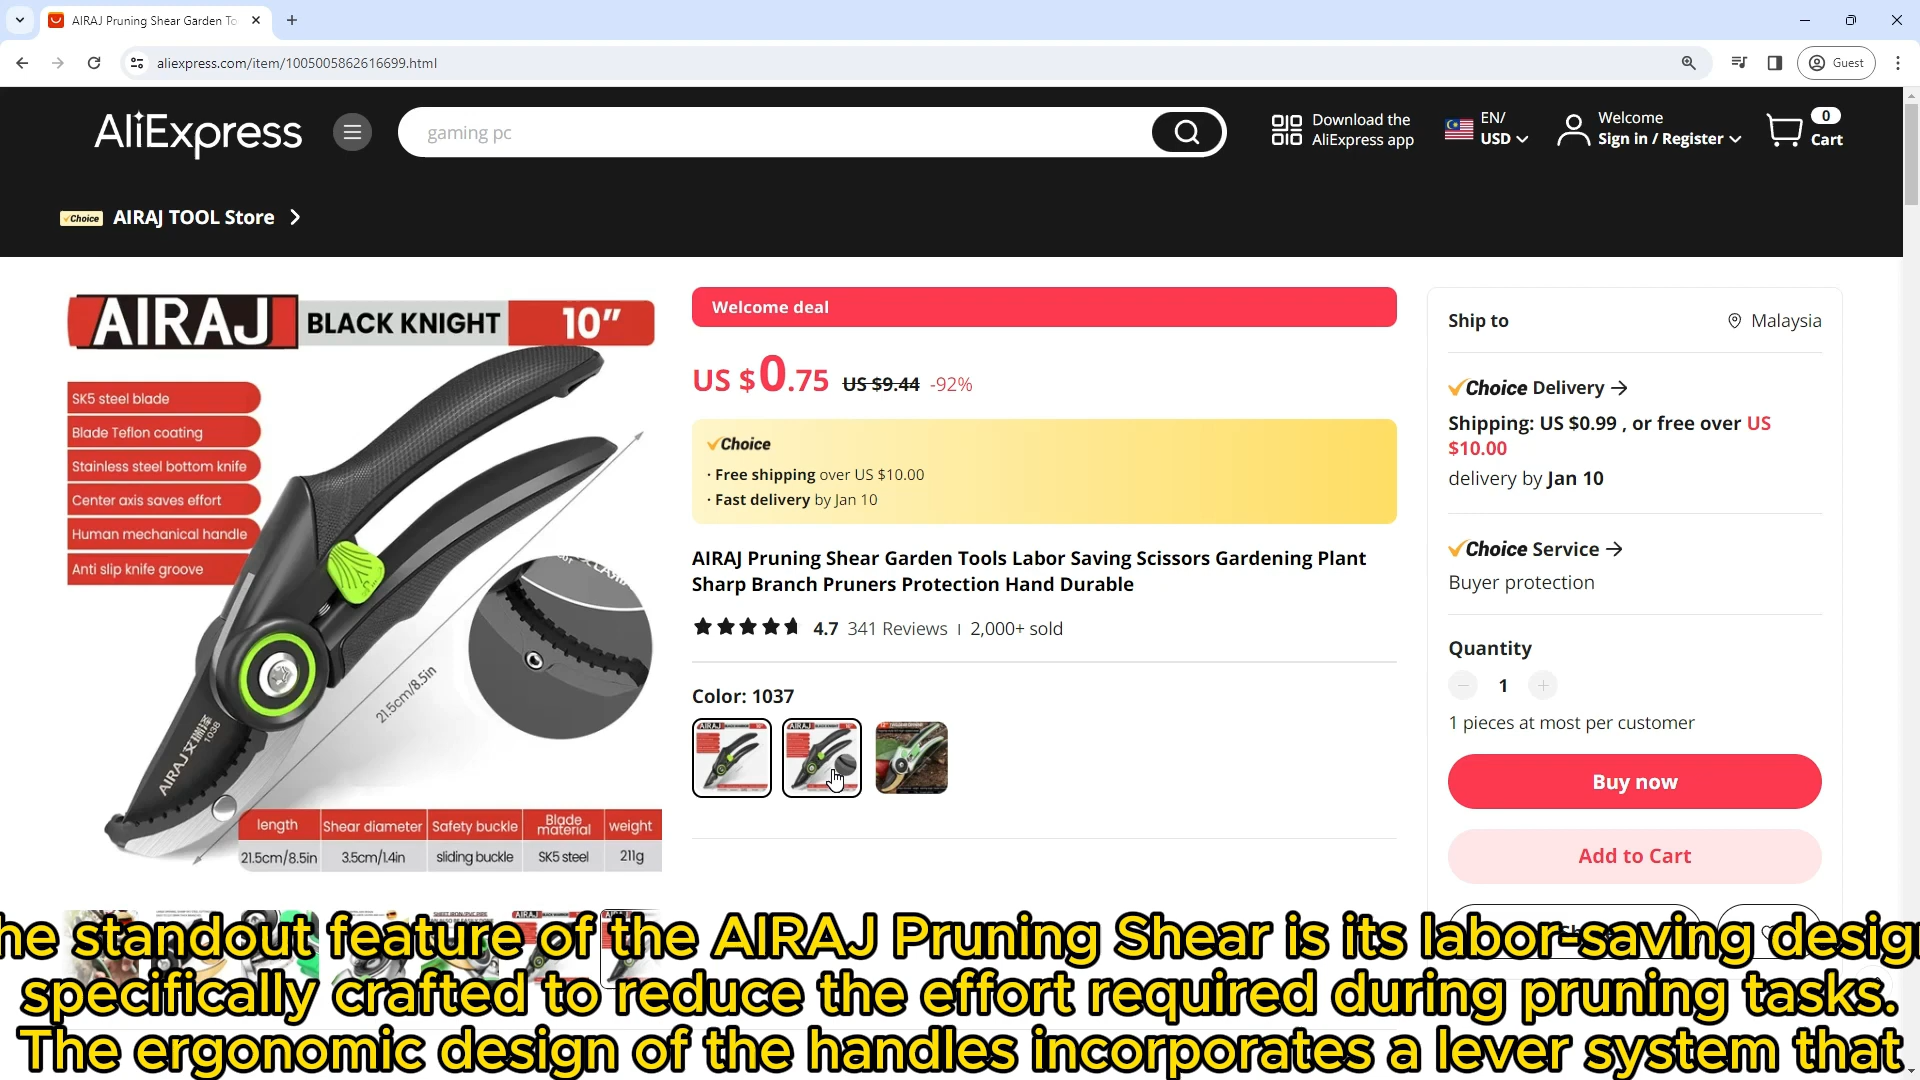 AIRAJ Pruning Shear Garden To
aliexpress.com/item/1005005862616699.html
Guest
AliExpress
gaming pc
Download the
AliExpress app
EN/
USD
Welcome
Sign in / Register
0
Cart
Choice AIRAJ TOOL Store
AIRAJ BLACK KNIGHT 10"
SK5 steel blade
Blade Teflon coating
Stainless steel bottom knife
Center axis saves effort
Human mechanical handle
Anti slip knife groove
21.5cm/8.5in
AIRAJ艾瑞泽
1038
length Shear diameter Safety buckle Blade material weight
21.5cm/8.5in 3.5cm/1.4in sliding buckle SK5 steel 211g
Welcome deal
US $0.75 US $9.44 -92%
Choice
· Free shipping over US $10.00
· Fast delivery by Jan 10
AIRAJ Pruning Shear Garden Tools Labor Saving Scissors Gardening Plant
Sharp Branch Pruners Protection Hand Durable
4.7 341 Reviews 2,000+ sold
Color: 1037
Ship to Malaysia
Choice Delivery
Shipping: US $0.99 , or free over US
$10.00
delivery by Jan 10
Choice Service
Buyer protection
Quantity
1
1 pieces at most per customer
Buy now
Add to Cart
he standout feature of the AIRAJ Pruning Shear is its labor-saving desig
specifically crafted to reduce the effort required during pruning tasks.
The ergonomic design of the handles incorporates a lever system that